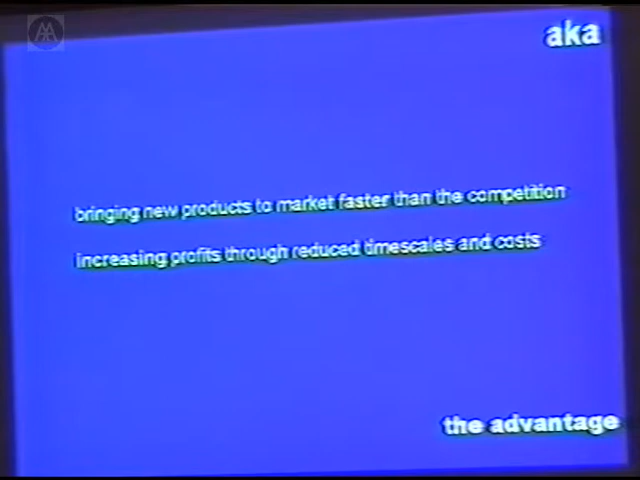 AA
aka
bringing new products to market faster than the competition
increasing profits through reduced timescales and costs
the advantage